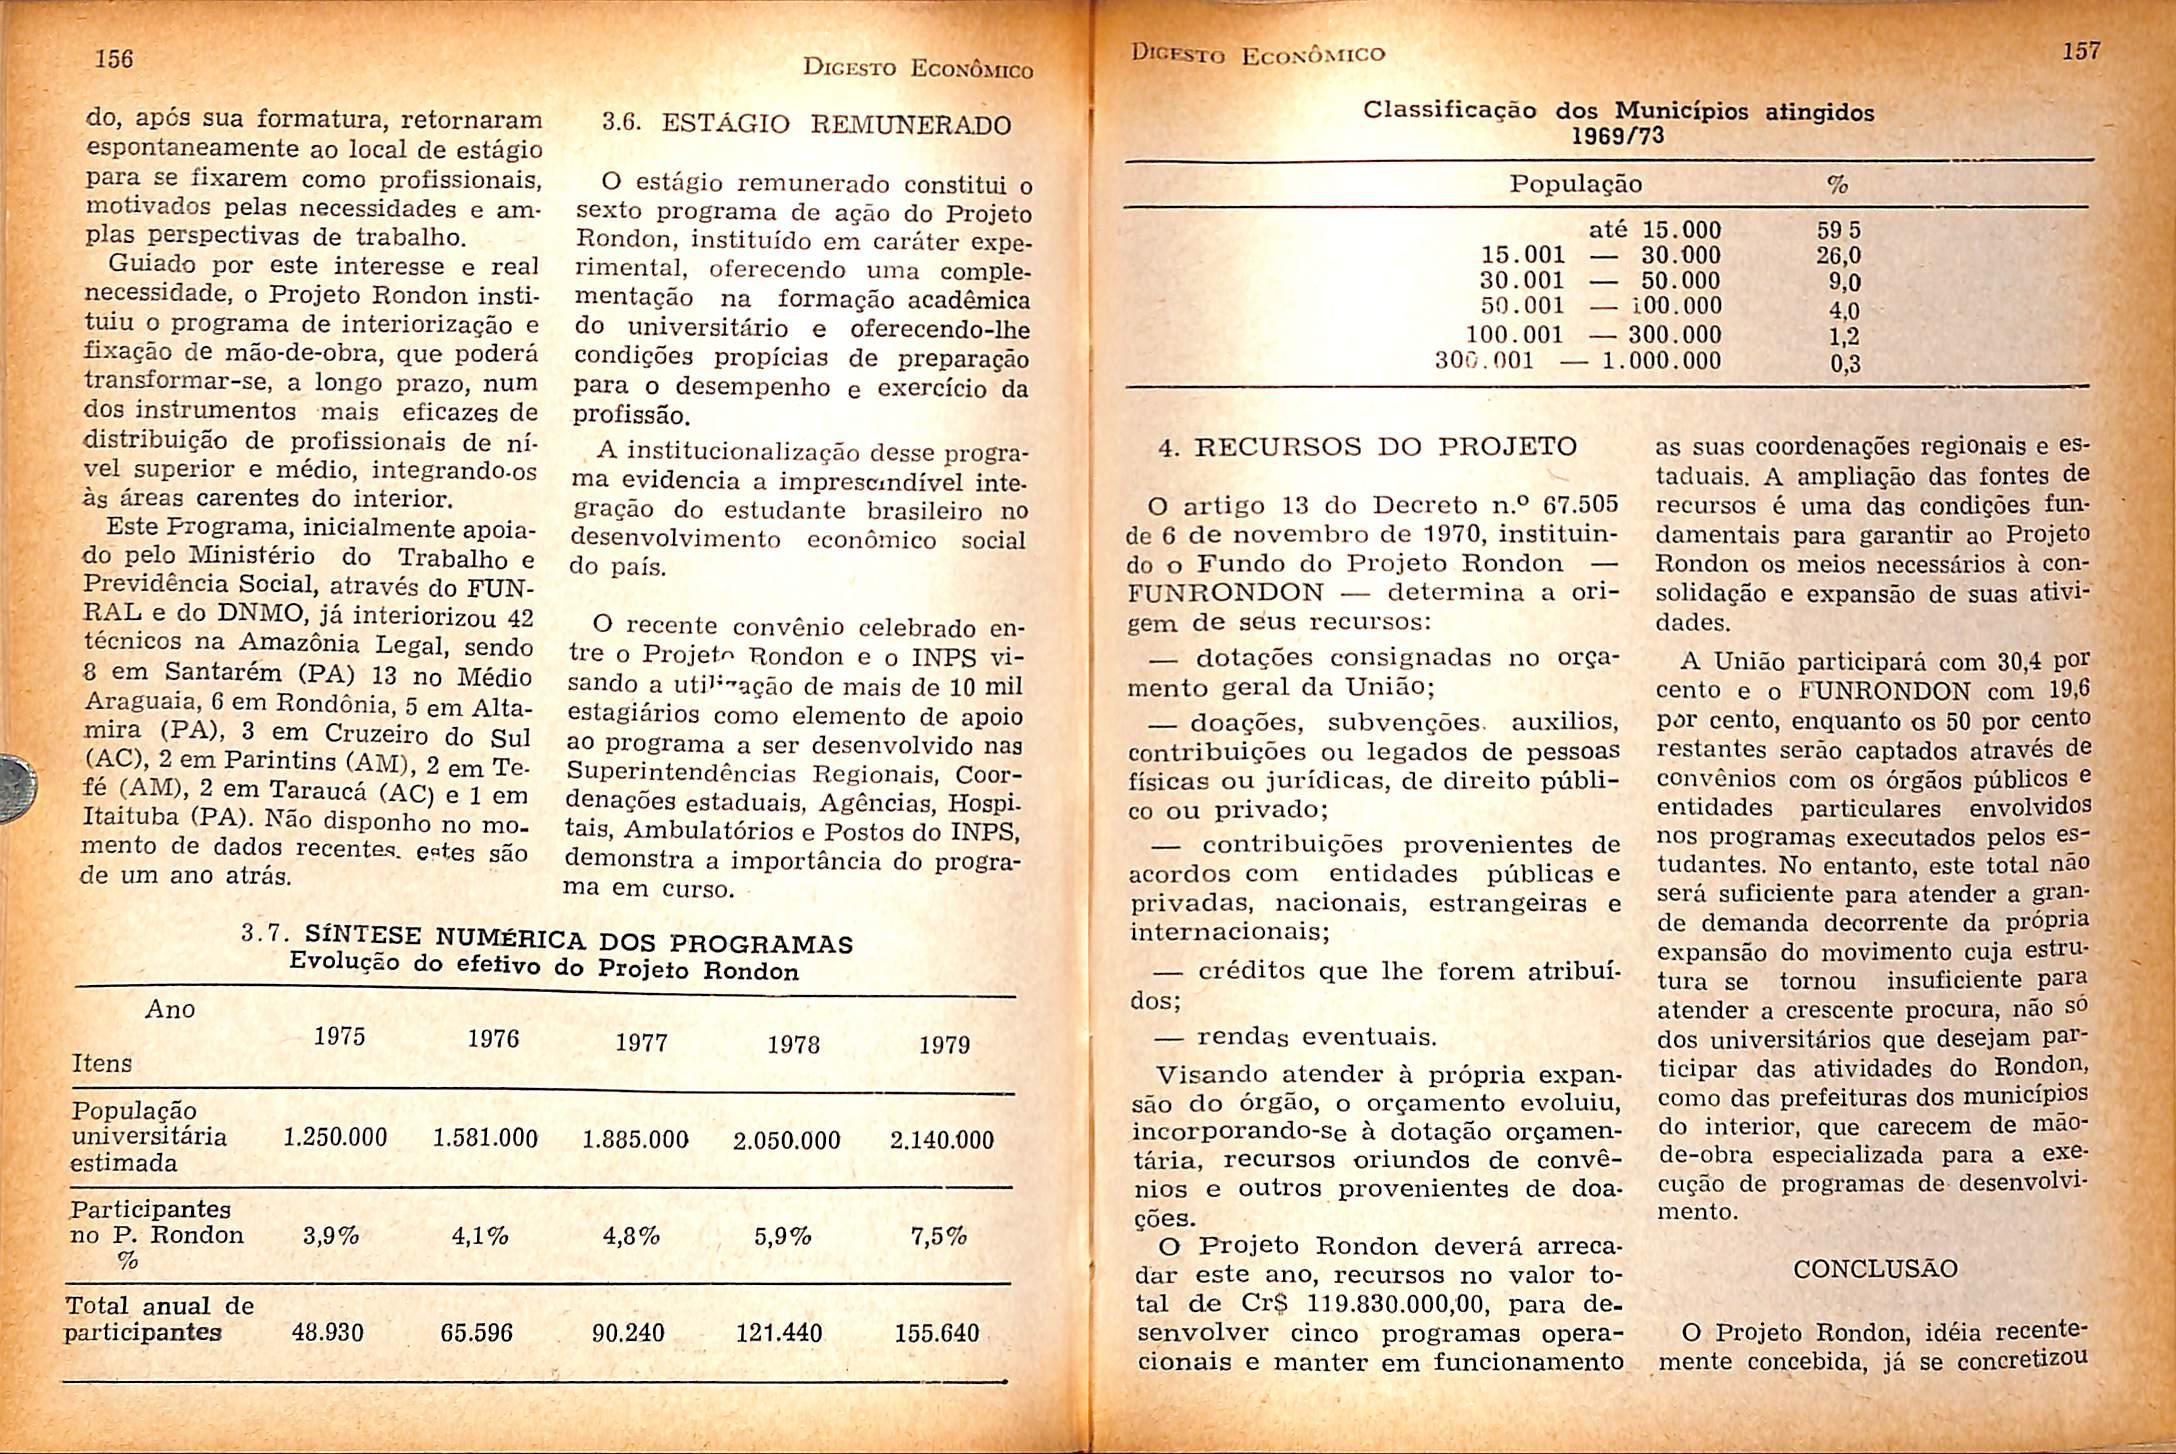 156
DIGESTO ECONÔMICO
do, após sua formatura, retornaram
espontaneamente ao local de estágio
para se fixarem como profissionais,
motivados pelas necessidades e am-
plas perspectivas de trabalho.
Guiado por este interesse e real
necessidade, o Projeto Rondon insti-
tuiu o programa de interiorização e
fixação de mão-de-obra, que poderá
transformar-se, a longo prazo, num
dos instrumentos mais eficazes de
distribuição de profissionais de ní-
vel superior e médio, integrando-os
às áreas carentes do interior.
Este Programa, inicialmente apoia-
do pelo Ministério do Trabalho e
Previdência Social, através do FUN-
RAL e do DNMO, já interiorizou 42
técnicos na Amazônia Legal, sendo
8 em Santarém (PA) 13 no Médio
Araguaia, 6 em Rondônia, 5 em Alta-
mira (PA), 3 em Cruzeiro do Sul
(AC), 2 em Parintins (AM), 2 em Te-
fé (AM), 2 em Taraucá (AC) e 1 em
Itaituba (PA). Não disponho no mo-
mento de dados recentes. estes são
de um ano atrás.
3.6. ESTÁGIO REMUNERADO
O estágio remunerado constitui o
sexto programa de ação do Projeto
Rondon, instituído em caráter expe-
rimental, oferecendo uma comple-
mentação na formação acadêmica
do universitário e oferecendo-lhe
condições propícias de preparação
para o desempenho e exercício da
profissão.
A institucionalização desse progra-
ma evidencia a imprescindível inte-
gração do estudante brasileiro no
desenvolvimento econômico social
do país.
O recente convênio celebrado en-
tre o Projeto Rondon e o INPS vi-
sando a utilização de mais de 10 mil
estagiários como elemento de apoio
ao programa a ser desenvolvido nas
Superintendências Regionais, Coor-
denações estaduais, Agências, Hospi-
tais, Ambulatórios e Postos do INPS,
demonstra a importância do progra-
ma em curso.
3.7. SÍNTESE NUMÉRICA DOS PROGRAMAS
Evolução do efetivo do Projeto Rondon
Ano
1975 1976 1977 1978 1979
Itens
População
universitária 1.250.000 1.581.000 1.885.000 2.050.000 2.140.000
estimada
Participantes
no P. Rondon 3,9% 4,1% 4,8% 5,9% 7,5%
%
Total anual de
participantes 48.930 65.596 90.240 121.440 155.640
DIGESTO ECONÔMICO
157
Classificação dos Municípios atingidos
1969/73
População %
até 15.000 59 5
15.001 — 30.000 26,0
30.001 — 50.000 9,0
50.001 — 100.000 4,0
100.001 — 300.000 1,2
300.001 — 1.000.000 0,3
4. RECURSOS DO PROJETO
O artigo 13 do Decreto n.º 67.505
de 6 de novembro de 1970, instituin-
do o Fundo do Projeto Rondon —
FUNRONDON — determina a ori-
gem de seus recursos:
— dotações consignadas no orça-
mento geral da União;
— doações, subvenções. auxilios,
contribuições ou legados de pessoas
físicas ou jurídicas, de direito públi-
co ou privado;
— contribuições provenientes de
acordos com entidades públicas e
privadas, nacionais, estrangeiras e
internacionais;
— créditos que lhe forem atribuí-
dos;
— rendas eventuais.
Visando atender à própria expan-
são do órgão, o orçamento evoluiu,
incorporando-se à dotação orçamen-
tária, recursos oriundos de convê-
nios e outros provenientes de doa-
ções.
O Projeto Rondon deverá arreca-
dar este ano, recursos no valor to-
tal de Cr$ 119.830.000,00, para de-
senvolver cinco programas opera-
cionais e manter em funcionamento
as suas coordenações regionais e es-
taduais. A ampliação das fontes de
recursos é uma das condições fun-
damentais para garantir ao Projeto
Rondon os meios necessários à con-
solidação e expansão de suas ativi-
dades.
A União participará com 30,4 por
cento e o FUNRONDON com 19,6
por cento, enquanto os 50 por cento
restantes serão captados através de
convênios com os órgãos públicos e
entidades particulares envolvidos
nos programas executados pelos es-
tudantes. No entanto, este total não
será suficiente para atender a gran-
de demanda decorrente da própria
expansão do movimento cuja estru-
tura se tornou insuficiente para
atender a crescente procura, não só
dos universitários que desejam par-
ticipar das atividades do Rondon,
como das prefeituras dos municípios
do interior, que carecem de mão-
de-obra especializada para a exe-
cução de programas de desenvolvi-
mento.
CONCLUSÃO
O Projeto Rondon, idéia recente-
mente concebida, já se concretizou